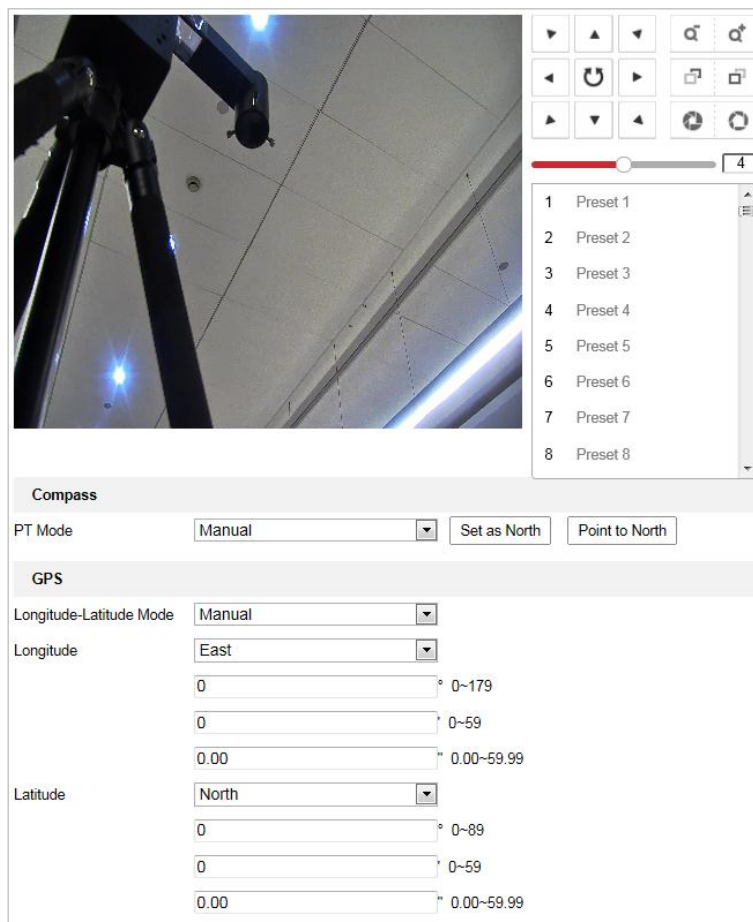 4
1 Preset 1
2 Preset 2
3 Preset 3
4 Preset 4
5 Preset 5
6 Preset 6
7 Preset 7
8 Preset 8
Compass
PT Mode Manual Set as North Point to North
GPS
Longitude-Latitude Mode Manual
Longitude East
0 ° 0~179
0 ' 0~59
0.00 " 0.00~59.99
Latitude North
0 ° 0~89
0 ' 0~59
0.00 " 0.00~59.99